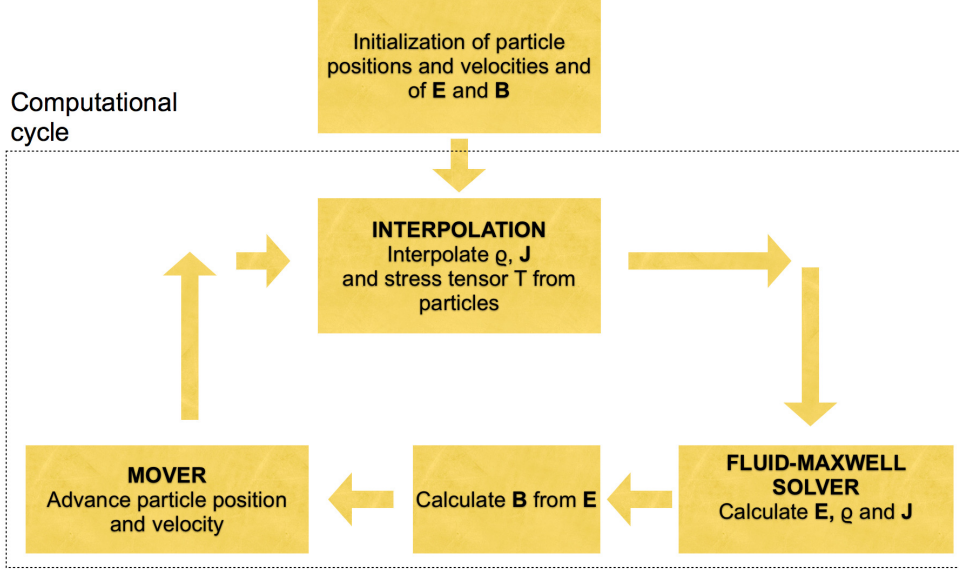 Initialization of particle
positions and velocities and
of E and B
Computational
cycle
INTERPOLATION
Interpolate ϱ, J
and stress tensor T from
particles
MOVER
Advance particle position
and velocity
Calculate B from E
FLUID-MAXWELL
SOLVER
Calculate E, ϱ and J